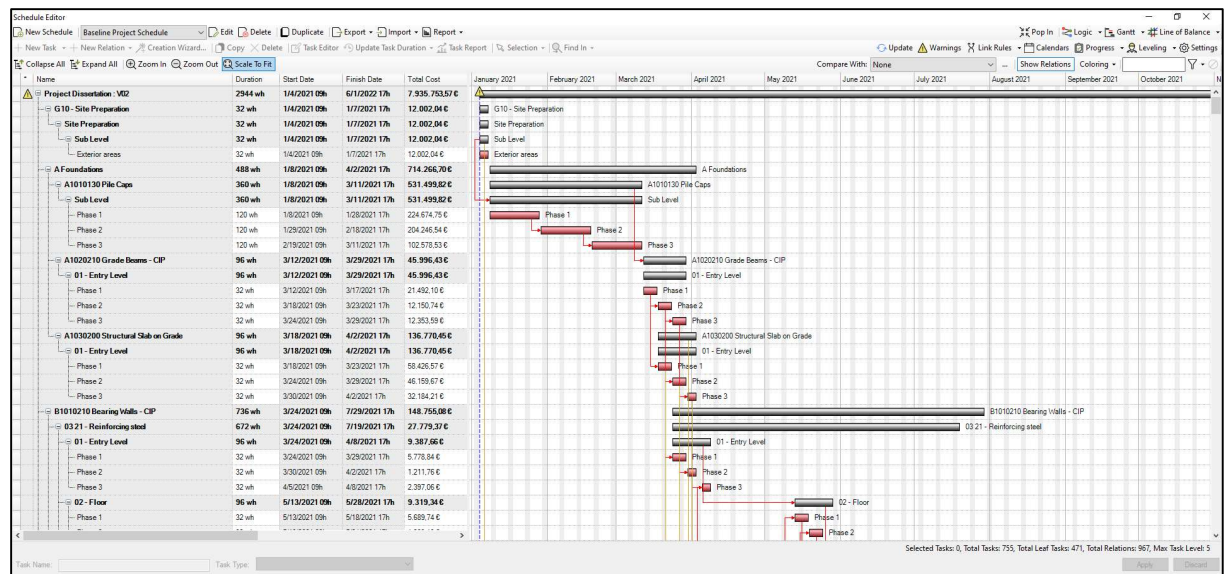 Schedule Editor
New Schedule Baseline Project Schedule Edit Delete Duplicate Export Import Report Pop In Logic Gantt Line of Balance
New Task New Relation Creation Wizard... Copy Delete Task Editor Update Task Duration Task Report Selection Find In Update Warnings Link Rules Calendars Progress Leveling Settings
Collapse All Expand All Zoom In Zoom Out Scale To Fit Compare With: None ... Show Relations Coloring
Name Duration Start Date Finish Date Total Cost January 2021 February 2021 March 2021 April 2021 May 2021 June 2021 July 2021 August 2021 September 2021 October 2021 N
Project Dissertation : V02 2944 wh 1/4/2021 09h 6/1/2022 17h 7.935.753,57 €
G10 - Site Preparation 32 wh 1/4/2021 09h 1/7/2021 17h 12.002,04 € G10 - Site Preparation
Site Preparation 32 wh 1/4/2021 09h 1/7/2021 17h 12.002,04 € Site Preparation
Sub Level 32 wh 1/4/2021 09h 1/7/2021 17h 12.002,04 € Sub Level
Exterior areas 32 wh 1/4/2021 09h 1/7/2021 17h 12.002,04 € Exterior areas
A Foundations 488 wh 1/8/2021 09h 4/2/2021 17h 714.266,70 € A Foundations
A1010130 Pile Caps 360 wh 1/8/2021 09h 3/11/2021 17h 531.499,82 € A1010130 Pile Caps
Sub Level 360 wh 1/8/2021 09h 3/11/2021 17h 531.499,82 € Sub Level
Phase 1 120 wh 1/8/2021 09h 1/28/2021 17h 224.674,75 € Phase 1
Phase 2 120 wh 1/29/2021 09h 2/18/2021 17h 204.246,54 € Phase 2
Phase 3 120 wh 2/19/2021 09h 3/11/2021 17h 102.578,53 € Phase 3
A1020210 Grade Beams - CIP 96 wh 3/12/2021 09h 3/29/2021 17h 45.996,43 € A1020210 Grade Beams - CIP
01 - Entry Level 96 wh 3/12/2021 09h 3/29/2021 17h 45.996,43 € 01 - Entry Level
Phase 1 32 wh 3/12/2021 09h 3/17/2021 17h 21.492,10 € Phase 1
Phase 2 32 wh 3/18/2021 09h 3/23/2021 17h 12.150,74 € Phase 2
Phase 3 32 wh 3/24/2021 09h 3/29/2021 17h 12.353,59 € Phase 3
A1030200 Structural Slab on Grade 96 wh 3/18/2021 09h 4/2/2021 17h 136.770,45 € A1030200 Structural Slab on Grade
01 - Entry Level 96 wh 3/18/2021 09h 4/2/2021 17h 136.770,45 € 01 - Entry Level
Phase 1 32 wh 3/18/2021 09h 3/23/2021 17h 58.426,57 € Phase 1
Phase 2 32 wh 3/24/2021 09h 3/29/2021 17h 46.159,67 € Phase 2
Phase 3 32 wh 3/30/2021 09h 4/2/2021 17h 32.184,21 € Phase 3
B1010210 Bearing Walls - CIP 736 wh 3/24/2021 09h 7/29/2021 17h 148.755,08 € B1010210 Bearing Walls - CIP
03 21 - Reinforcing steel 672 wh 3/24/2021 09h 7/19/2021 17h 27.779,37 € 03 21 - Reinforcing steel
01 - Entry Level 96 wh 3/24/2021 09h 4/8/2021 17h 9.387,66 € 01 - Entry Level
Phase 1 32 wh 3/24/2021 09h 3/29/2021 17h 5.778,84 € Phase 1
Phase 2 32 wh 3/30/2021 09h 4/2/2021 17h 1.211,76 € Phase 2
Phase 3 32 wh 4/5/2021 09h 4/8/2021 17h 2.397,06 € Phase 3
02 - Floor 96 wh 5/13/2021 09h 5/28/2021 17h 9.319,34 € 02 - Floor
Phase 1 32 wh 5/13/2021 09h 5/18/2021 17h 5.689,74 € Phase 1
Phase 2
Selected Tasks: 0, Total Tasks: 755, Total Leaf Tasks: 471, Total Relations: 967, Max Task Level: 5
Task Name: Task Type: Apply Discard